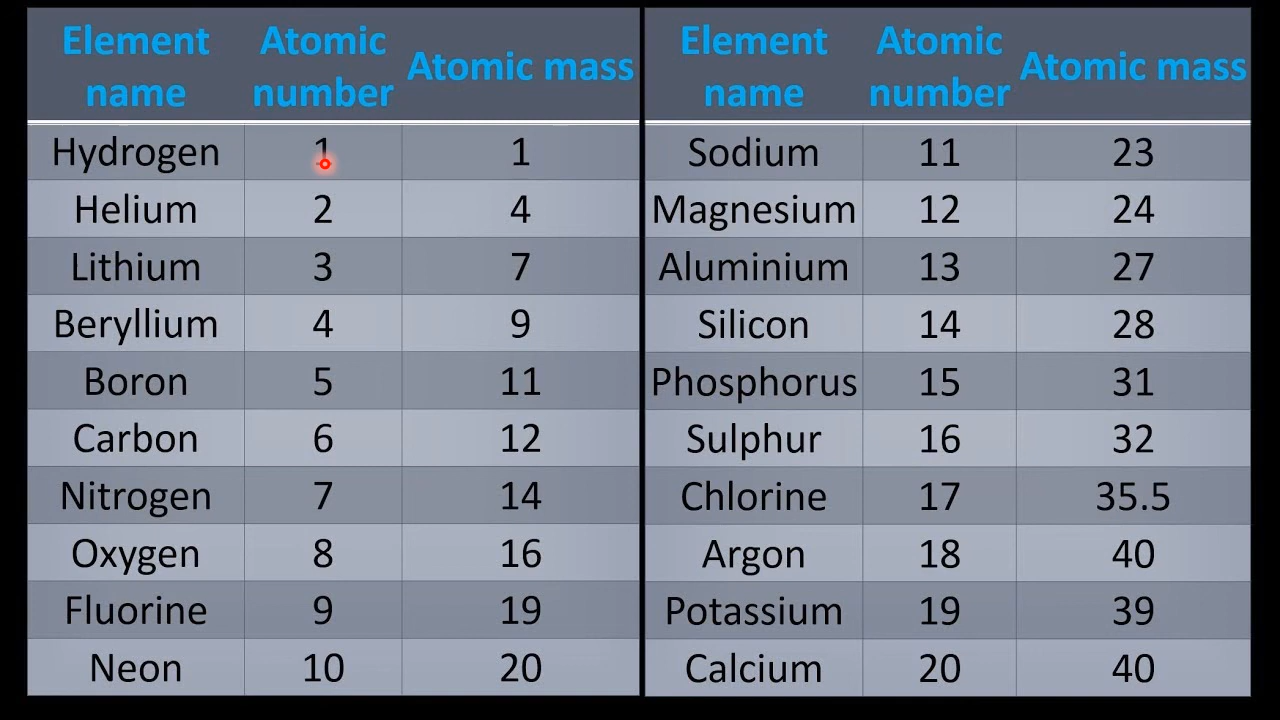 Element name Atomic number Atomic mass
Hydrogen 1 1
Helium 2 4
Lithium 3 7
Beryllium 4 9
Boron 5 11
Carbon 6 12
Nitrogen 7 14
Oxygen 8 16
Fluorine 9 19
Neon 10 20
Element name Atomic number Atomic mass
Sodium 11 23
Magnesium 12 24
Aluminium 13 27
Silicon 14 28
Phosphorus 15 31
Sulphur 16 32
Chlorine 17 35.5
Argon 18 40
Potassium 19 39
Calcium 20 40